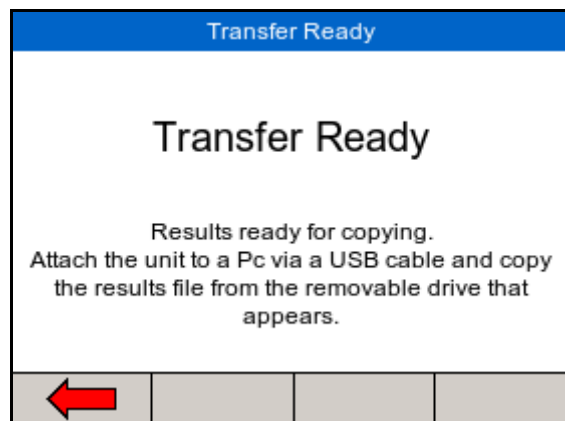 Transfer Ready
Transfer Ready
Results ready for copying.
Attach the unit to a Pc via a USB cable and copy
the results file from the removable drive that
appears.